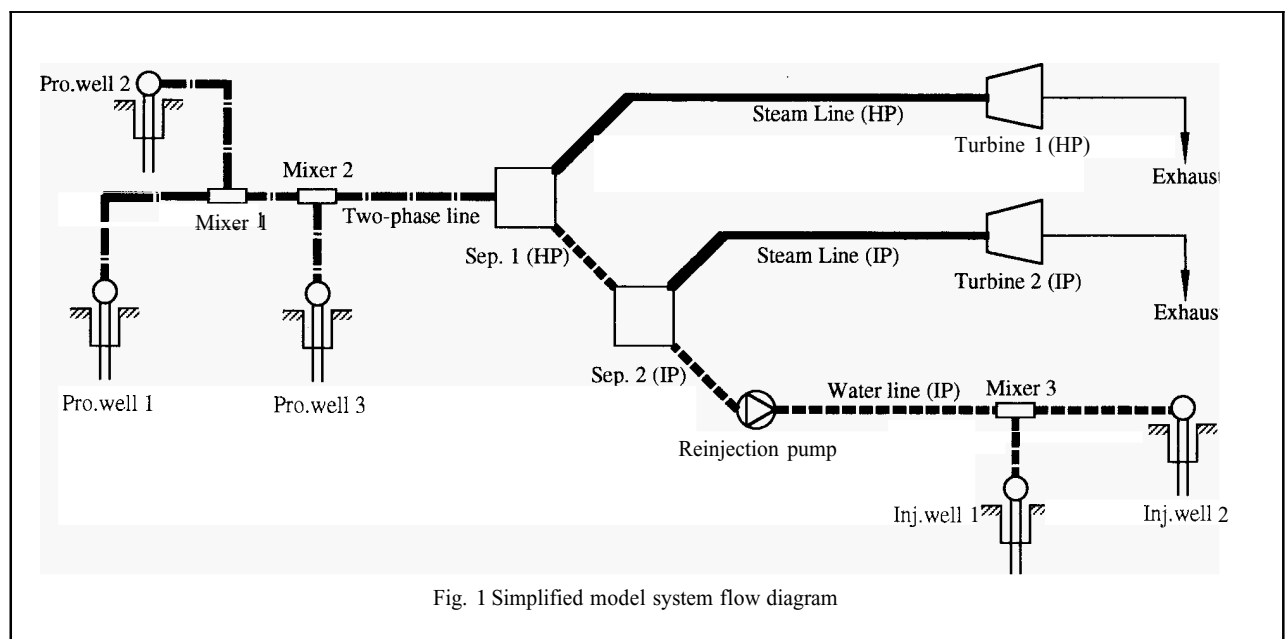 Pro.well 2
Steam Line (HP)
Turbine 1 (HP)
Exhaus
Mixer 2
Mixer 1
Two-phase line
Sep. 1 (HP)
Steam Line (IP)
Turbine 2 (IP)
Exhaus
Sep. 2 (IP)
Pro.well 1
Pro.well 3
Water line (IP)
Mixer 3
Reinjection pump
Inj.well 1
Inj.well 2
Fig. 1 Simplified model system flow diagram